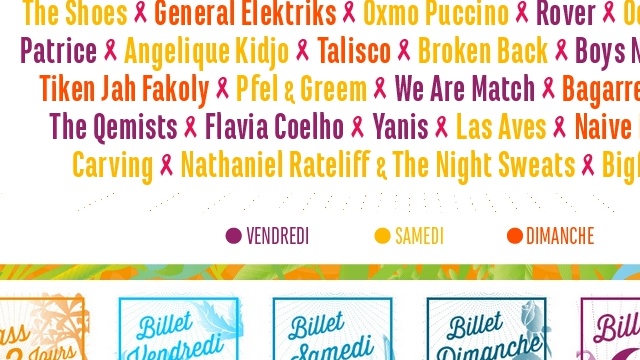 The Shoes General Elektriks Oxmo Puccino Rover
Patrice Angelique Kidjo Talisco Broken Back Boys
Tiken Jah Fakoly Pfel & Greem We Are Match Bagarre
The Qemists Flavia Coelho Yanis Las Aves Naive
Carving Nathaniel Rateliff & The Night Sweats
VENDREDI SAMEDI DIMANCHE
Jours
Billet Vendredi
Billet Samedi
Billet Dimanche
Billet